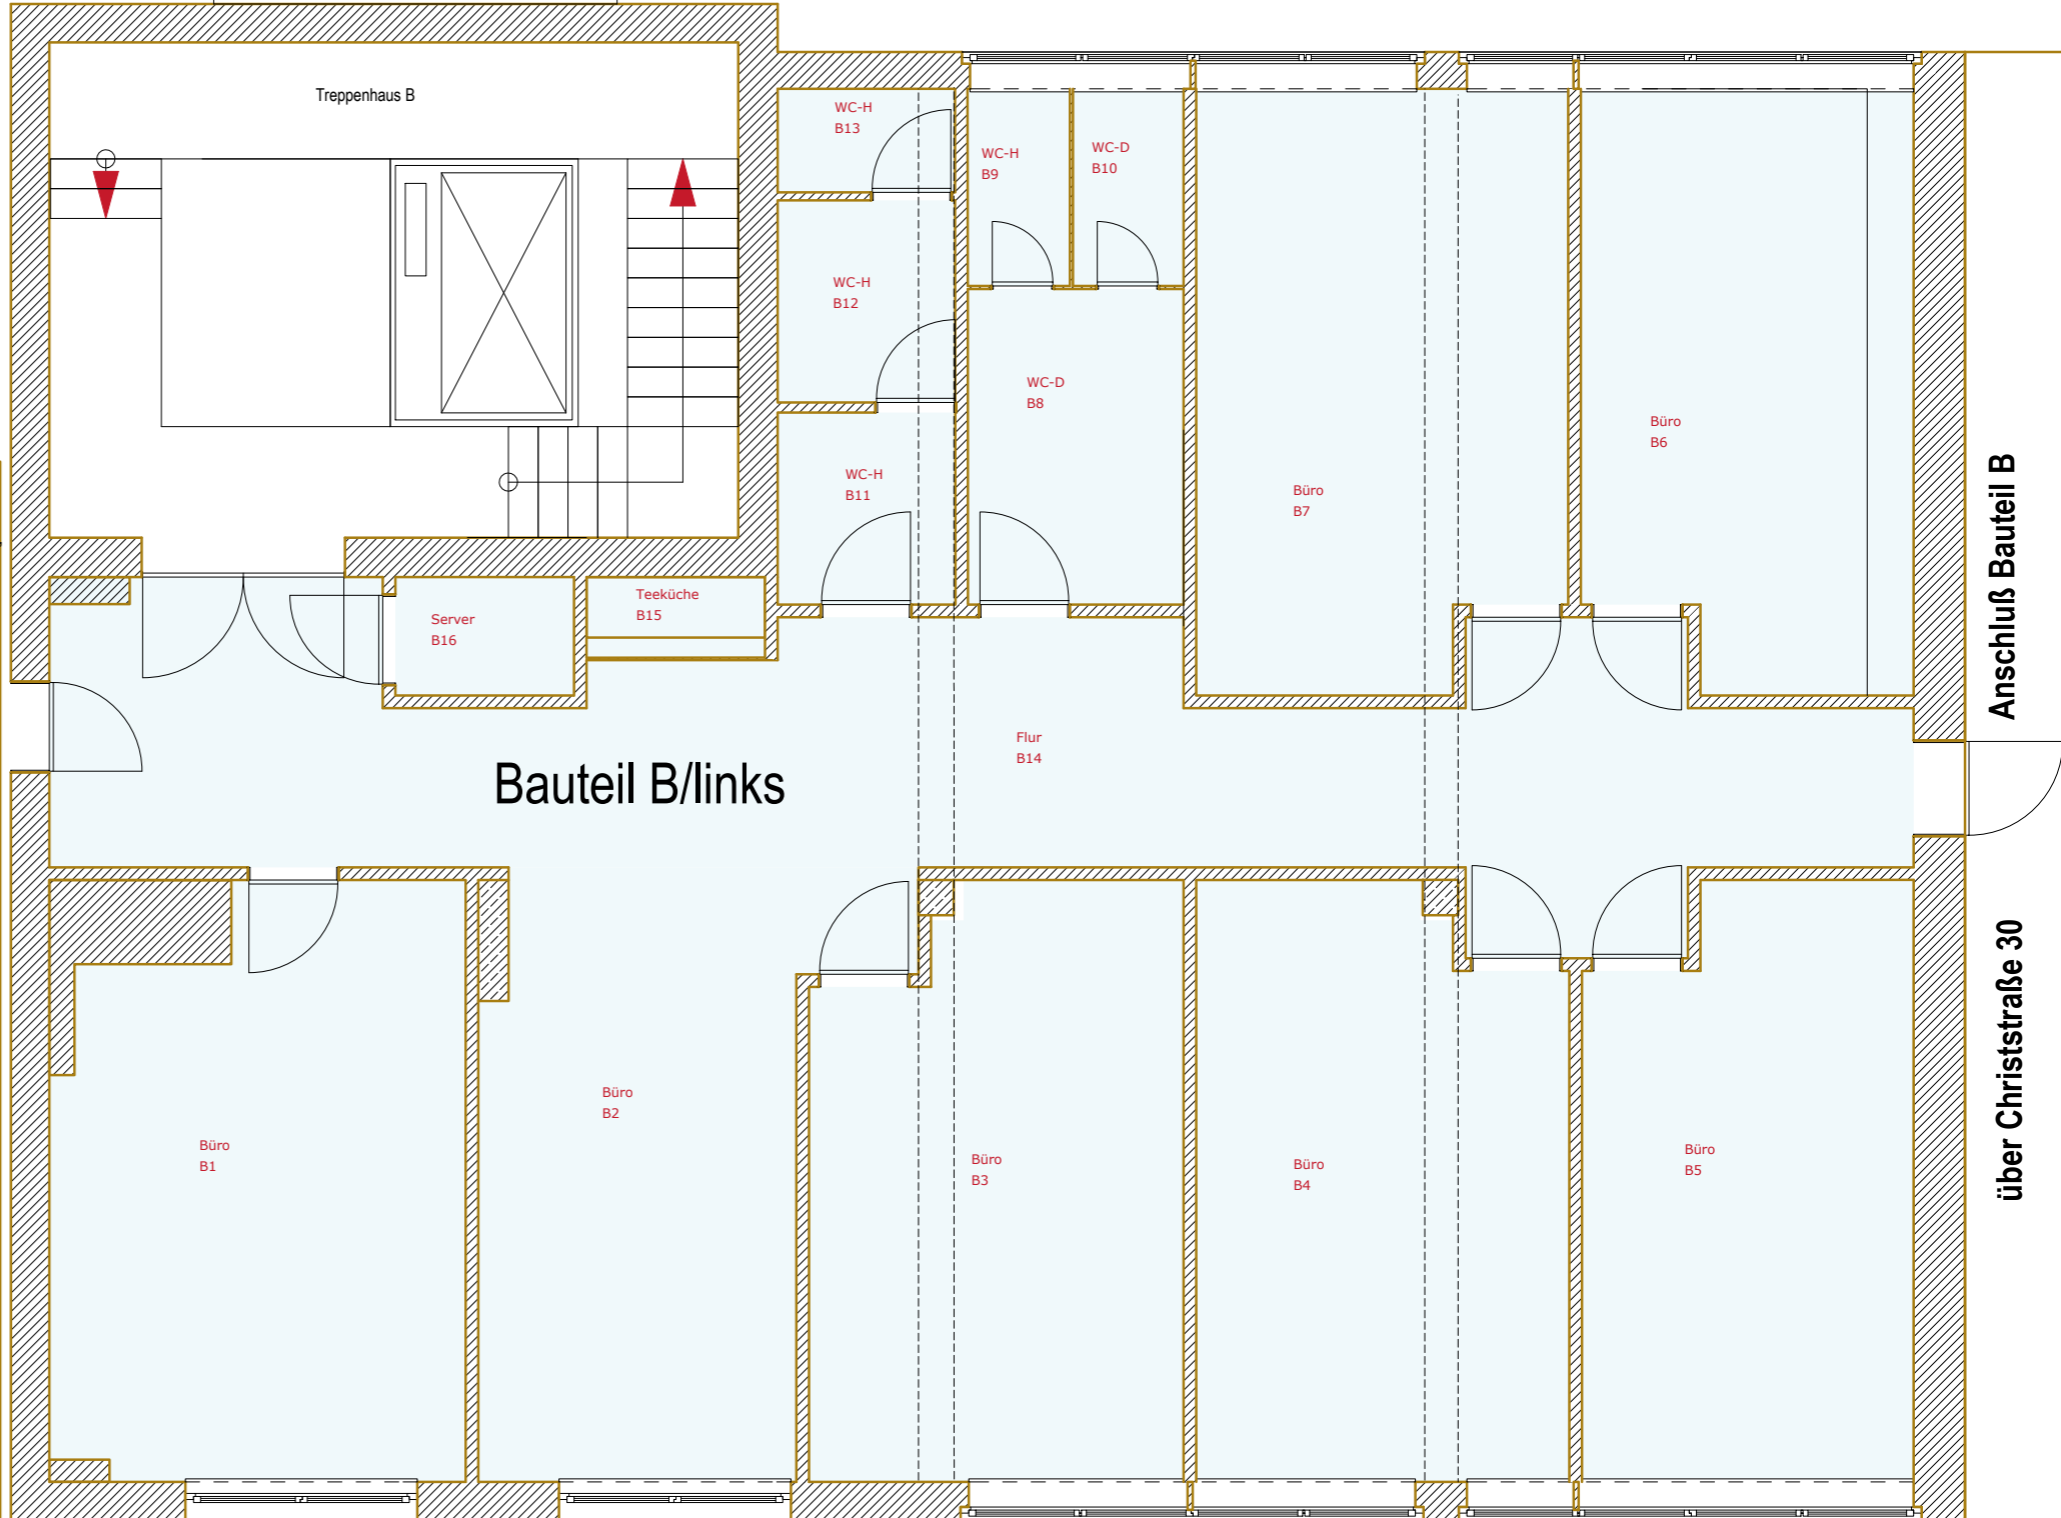 Treppenhaus B
WC-H
B13
WC-H
B9
WC-D
B10
WC-H
B12
WC-D
B8
Büro
B6
WC-H
B11
Büro
B7
Anschluß Bauteil B
Server
B16
Teeküche
B15
Flur
B14
Bauteil B/links
über Christstraße 30
Büro
B1
Büro
B2
Büro
B3
Büro
B4
Büro
B5